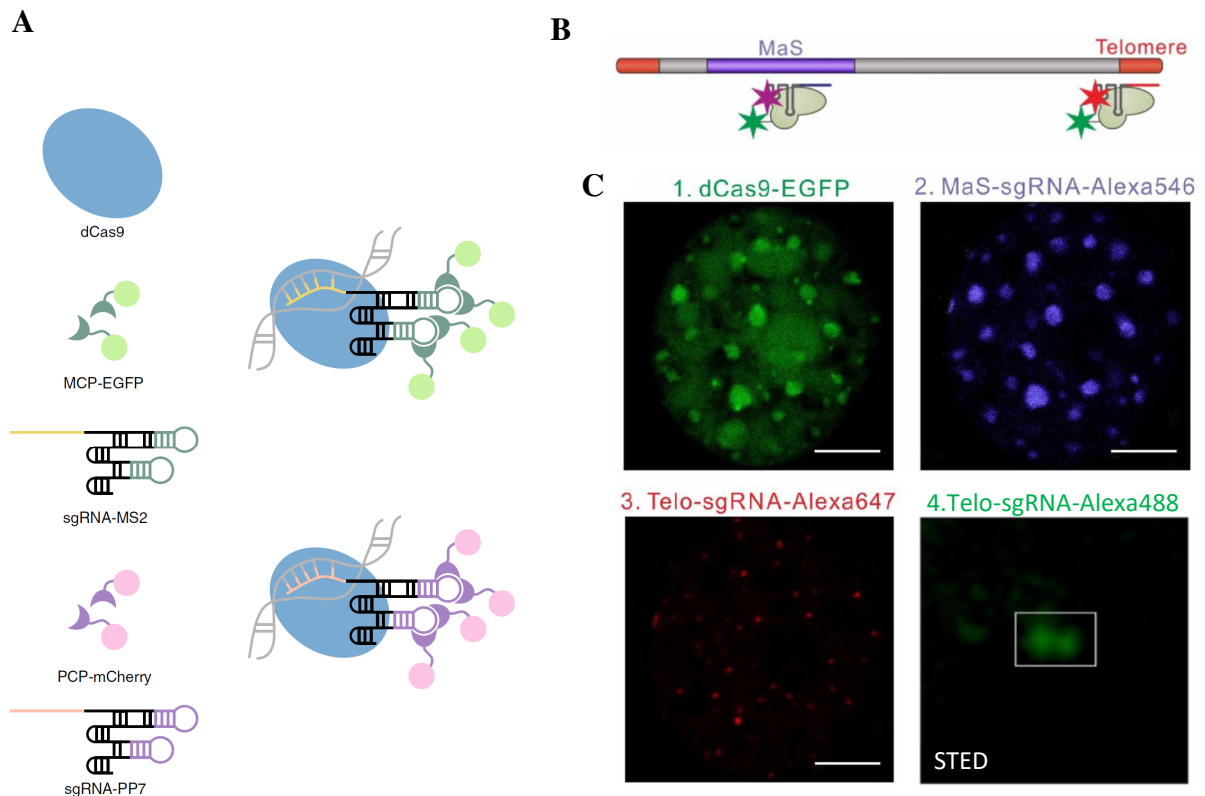 A
dCas9
MCP-EGFP
sgRNA-MS2
PCP-mCherry
sgRNA-PP7
B
MaS
Telomere
C
1. dCas9-EGFP
2. MaS-sgRNA-Alexa546
3. Telo-sgRNA-Alexa647
4.Telo-sgRNA-Alexa488
STED